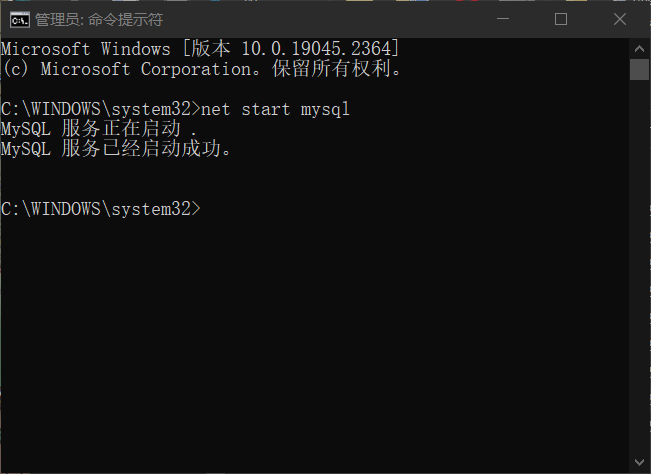 管理员: 命令提示符
Microsoft Windows [版本 10.0.19045.2364]
(c) Microsoft Corporation。保留所有权利。
C:\WINDOWS\system32>net start mysql
MySQL 服务正在启动 .
MySQL 服务已经启动成功。
C:\WINDOWS\system32>